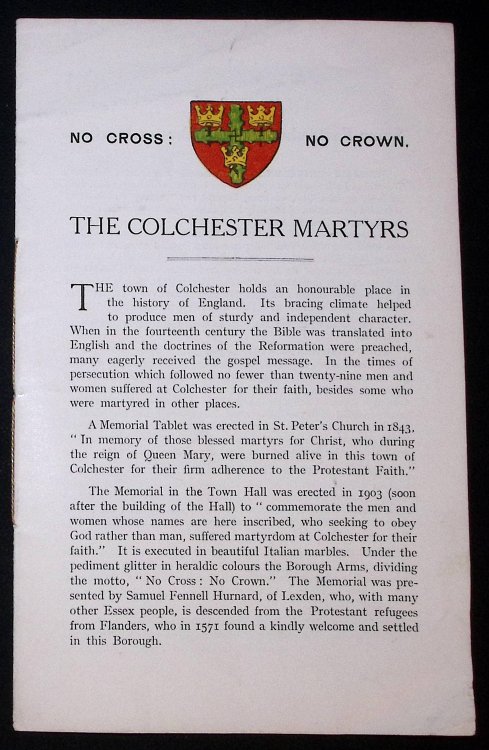 NO CROSS: NO CROWN.
THE COLCHESTER MARTYRS
THE town of Colchester holds an honourable place in
the history of England. Its bracing climate helped
to produce men of sturdy and independent character.
When in the fourteenth century the Bible was translated into
English and the doctrines of the Reformation were preached,
many eagerly received the gospel message. In the times of
persecution which followed no fewer than twenty-nine men and
women suffered at Colchester for their faith, besides some who
were martyred in other places.
A Memorial Tablet was erected in St. Peter's Church in 1843,
"In memory of those blessed martyrs for Christ, who during
the reign of Queen Mary, were burned alive in this town of
Colchester for their firm adherence to the Protestant Faith."
The Memorial in the Town Hall was erected in 1903 (soon
after the building of the Hall) to "commemorate the men and
women whose names are here inscribed, who seeking to obey
God rather than man, suffered martyrdom at Colchester for their
faith." It is executed in beautiful Italian marbles. Under the
pediment glitter in heraldic colours the Borough Arms, dividing
the motto, "No Cross: No Crown." The Memorial was pre-
sented by Samuel Fennell Hurnard, of Lexden, who, with many
other Essex people, is descended from the Protestant refugees
from Flanders, who in 1571 found a kindly welcome and settled
in this Borough.